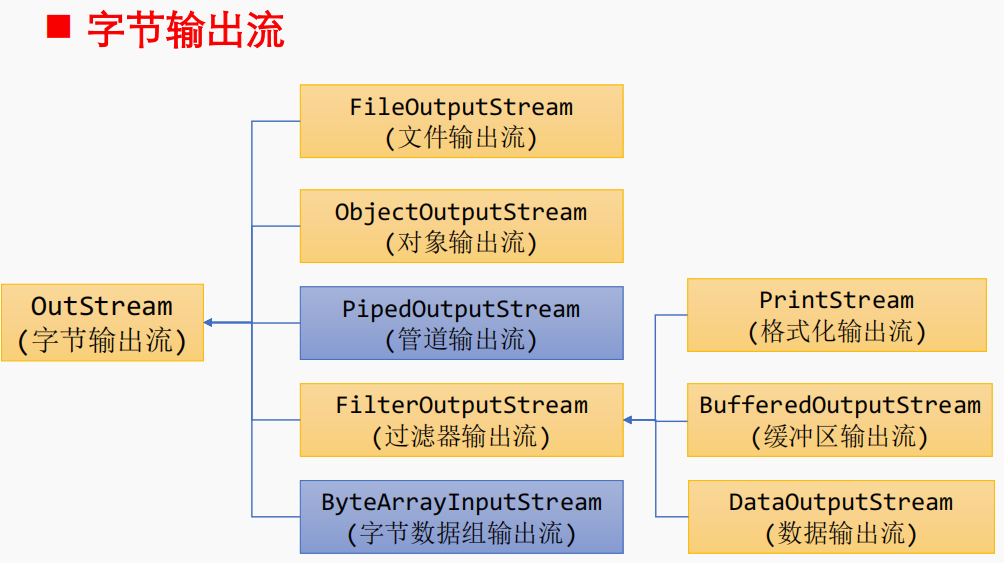 ■ 字节输出流
FileOutputStream
(文件输出流)
ObjectOutputStream
(对象输出流)
OutStream
(字节输出流)
PipedOutputStream
(管道输出流)
FilterOutputStream
(过滤器输出流)
ByteArrayInputStream
(字节数据组输出流)
PrintStream
(格式化输出流)
BufferedOutputStream
(缓冲区输出流)
DataOutputStream
(数据输出流)